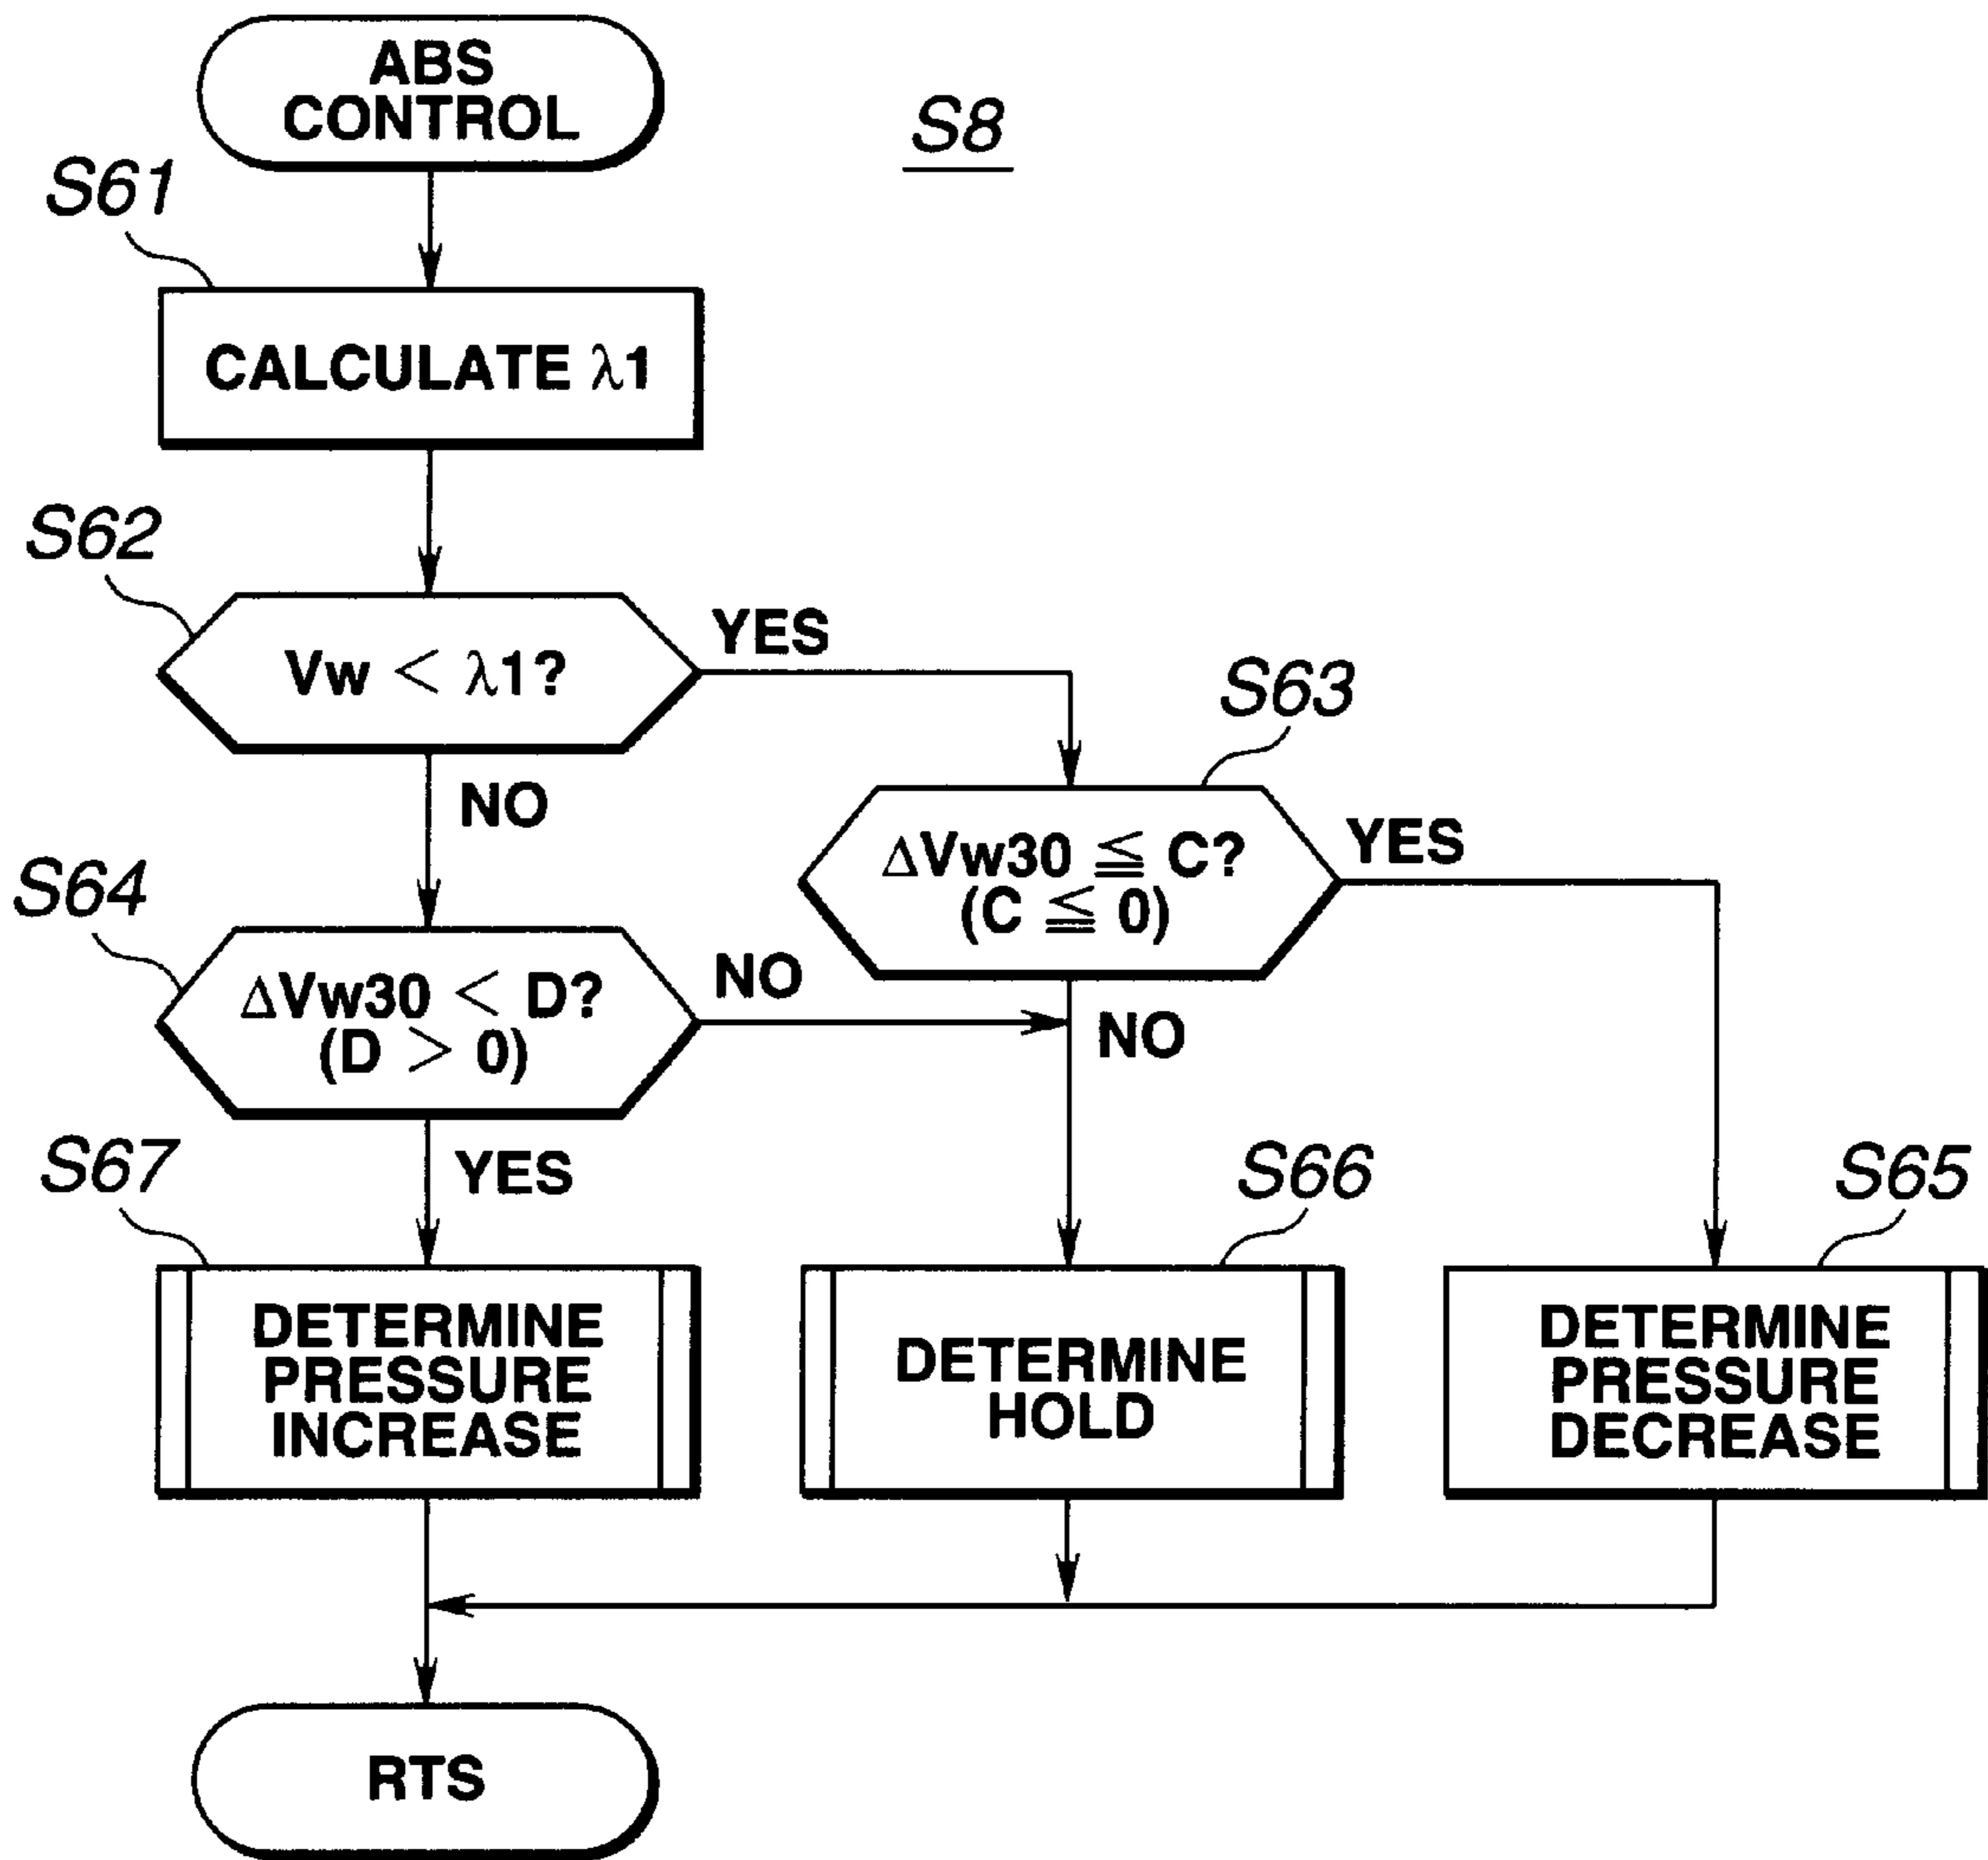 ABS
CONTROL
S8
S61
CALCULATE λ1
S62
Vw < λ1?
YES
NO
S63
ΔVw30 ≦ C?
(C ≦ 0)
YES
NO
S64
ΔVw30 < D?
(D > 0)
NO
YES
S67
DETERMINE
PRESSURE
INCREASE
S66
DETERMINE
HOLD
S65
DETERMINE
PRESSURE
DECREASE
RTS